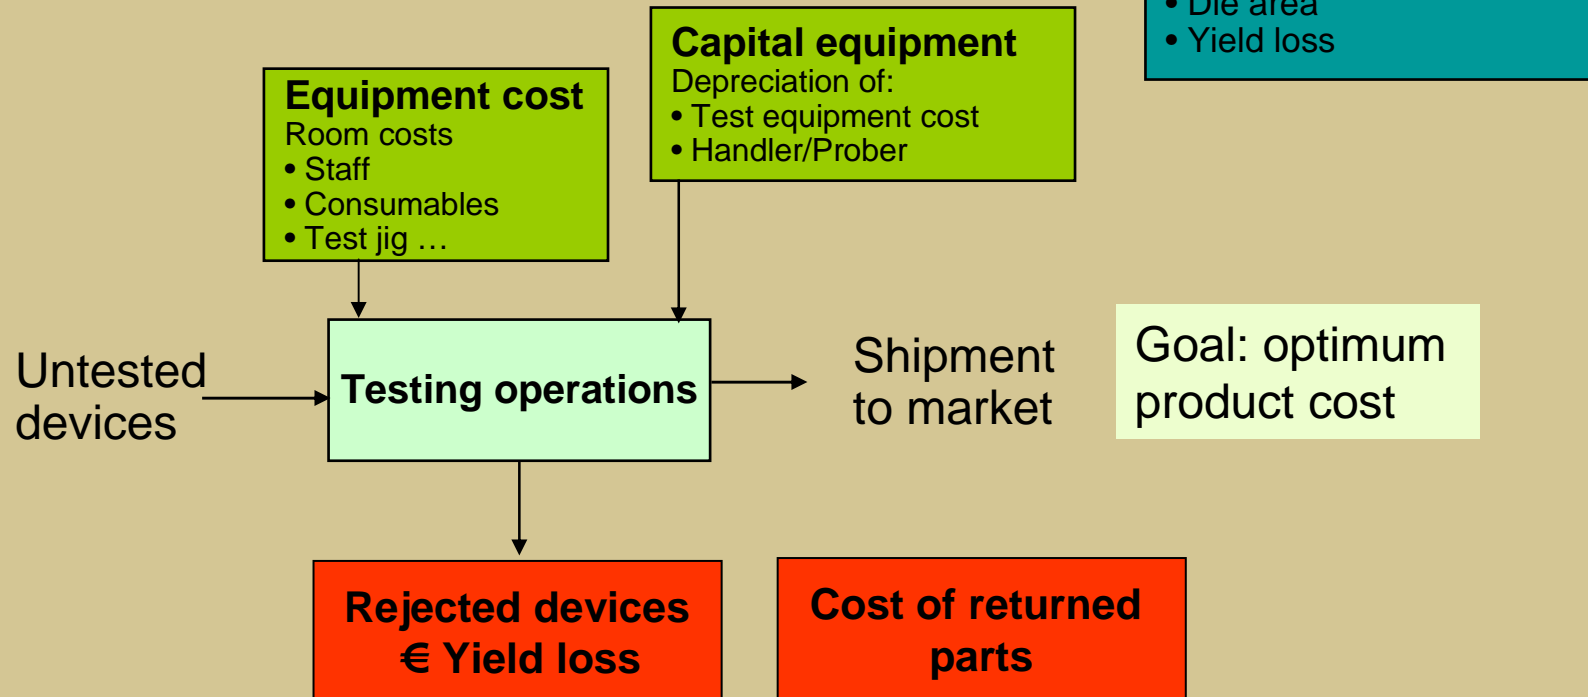 • Die area
• Yield loss
Capital equipment
Depreciation of:
• Test equipment cost
• Handler/Prober
Equipment cost
Room costs
• Staff
• Consumables
• Test jig …
Untested
devices
Testing operations
Shipment
to market
Goal: optimum
product cost
Rejected devices
€ Yield loss
Cost of returned
parts